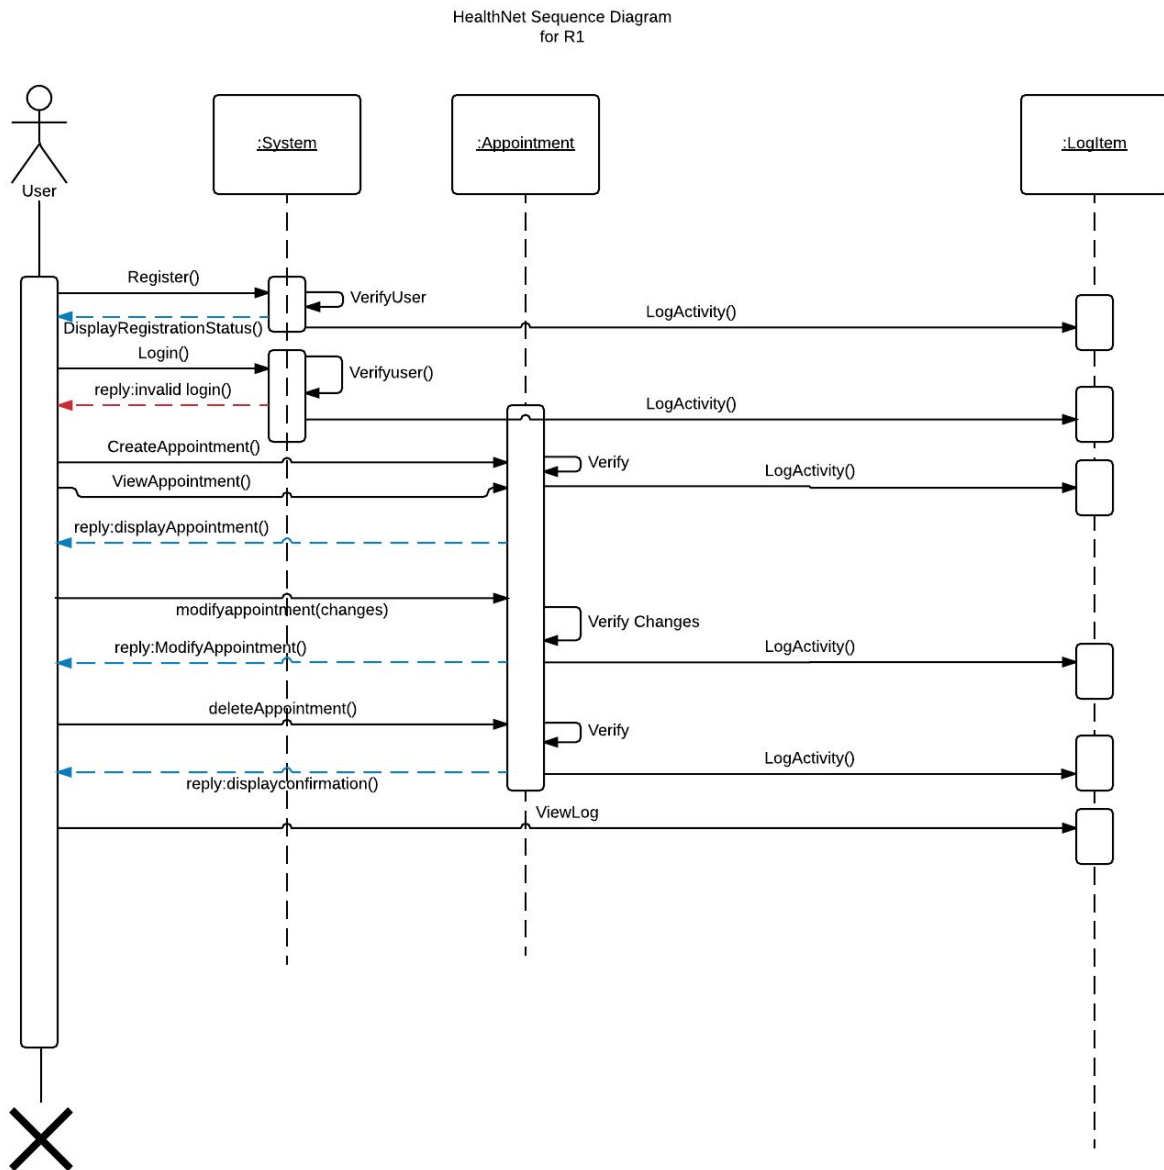 HealthNet Sequence Diagram
for R1
User
:System
:Appointment
:LogItem
Register()
VerifyUser
LogActivity()
DisplayRegistrationStatus()
Login()
Verifyuser()
reply:invalid login()
LogActivity()
CreateAppointment()
Verify
LogActivity()
ViewAppointment()
reply:displayAppointment()
modifyappointment(changes)
Verify Changes
reply:ModifyAppointment()
LogActivity()
deleteAppointment()
Verify
LogActivity()
reply:displayconfirmation()
ViewLog